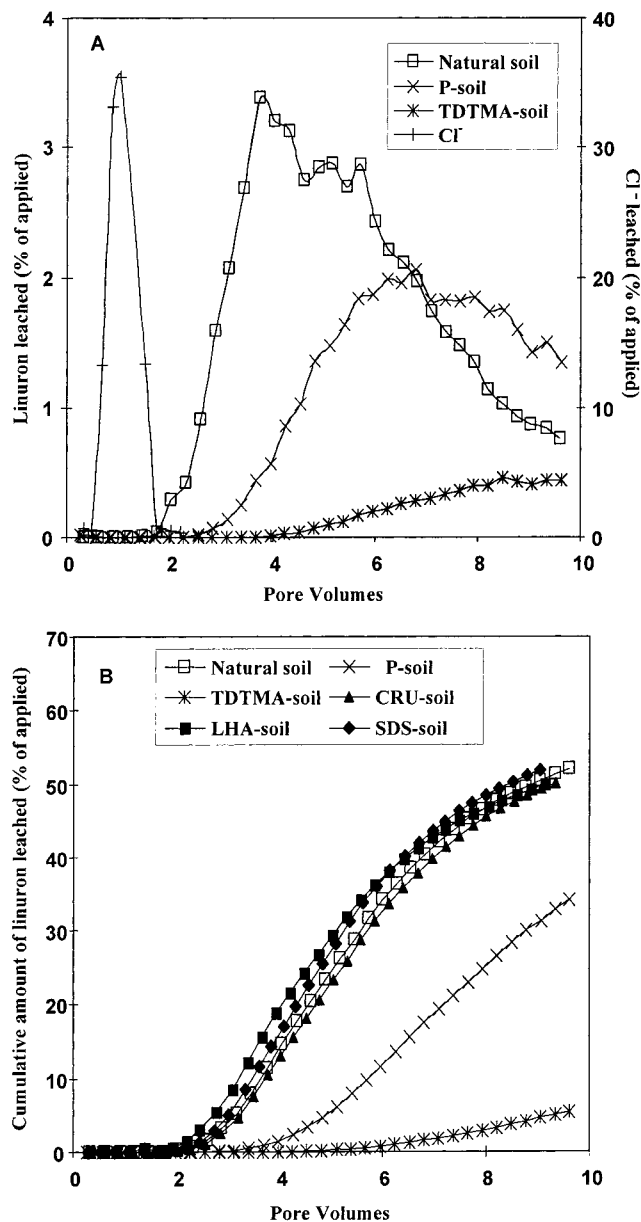 A
Natural soil
P-soil
TDTMA-soil
Cl-
4
3
2
1
0
40
30
20
10
0
0 2 4 6 8 10
Linuron leached (% of applied)
Cl- leached (% of applied)
Pore Volumes
B
Natural soil P-soil
TDTMA-soil CRU-soil
LHA-soil SDS-soil
70
60
50
40
30
20
10
0
0 2 4 6 8 10
Cumulative amount of linuron leached (% of applied)
Pore Volumes